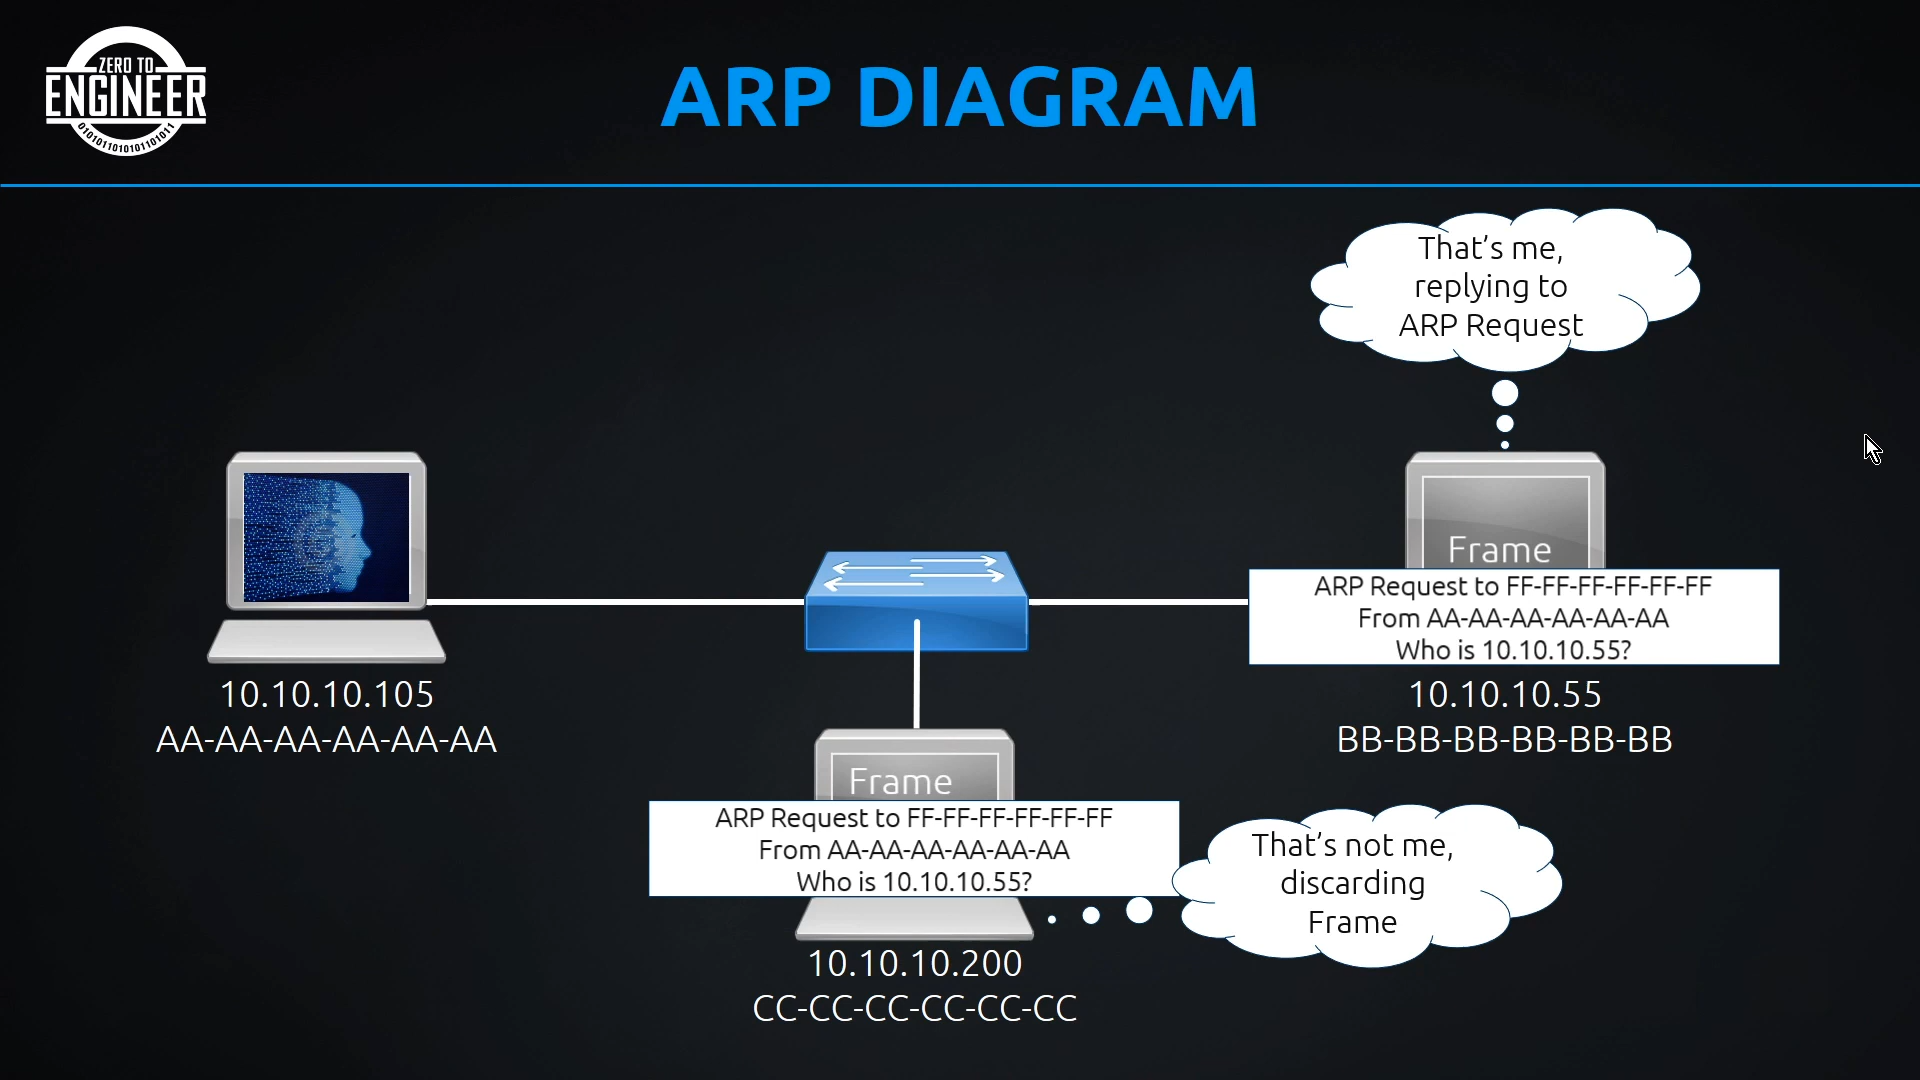 ZERO TO
ENGINEER
ARP DIAGRAM
That's me,
replying to
ARP Request
Frame
ARP Request to FF-FF-FF-FF-FF-FF
From AA-AA-AA-AA-AA-AA
Who is 10.10.10.55?
10.10.10.105
AA-AA-AA-AA-AA-AA
10.10.10.55
BB-BB-BB-BB-BB-BB
Frame
ARP Request to FF-FF-FF-FF-FF-FF
From AA-AA-AA-AA-AA-AA
Who is 10.10.10.55?
That's not me,
discarding
Frame
10.10.10.200
CC-CC-CC-CC-CC-CC